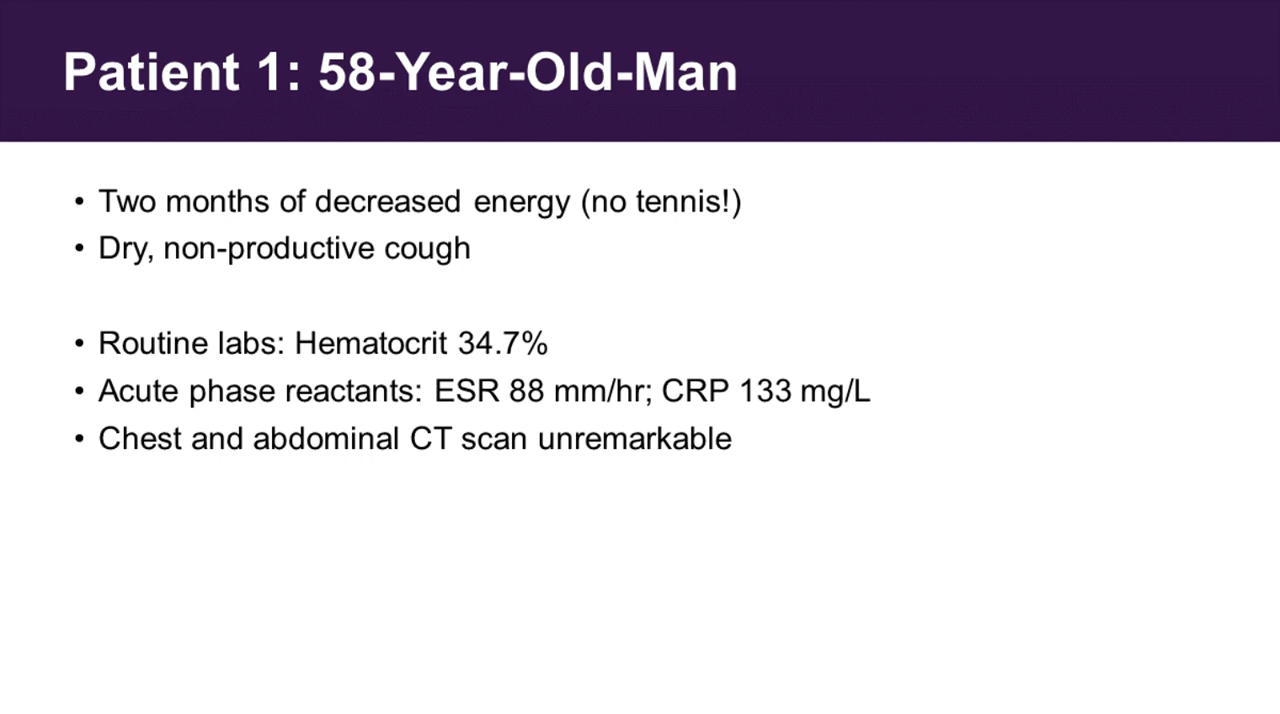 Patient 1: 58-Year-Old-Man
• Two months of decreased energy (no tennis!)
• Dry, non-productive cough
• Routine labs: Hematocrit 34.7%
• Acute phase reactants: ESR 88 mm/hr; CRP 133 mg/L
• Chest and abdominal CT scan unremarkable